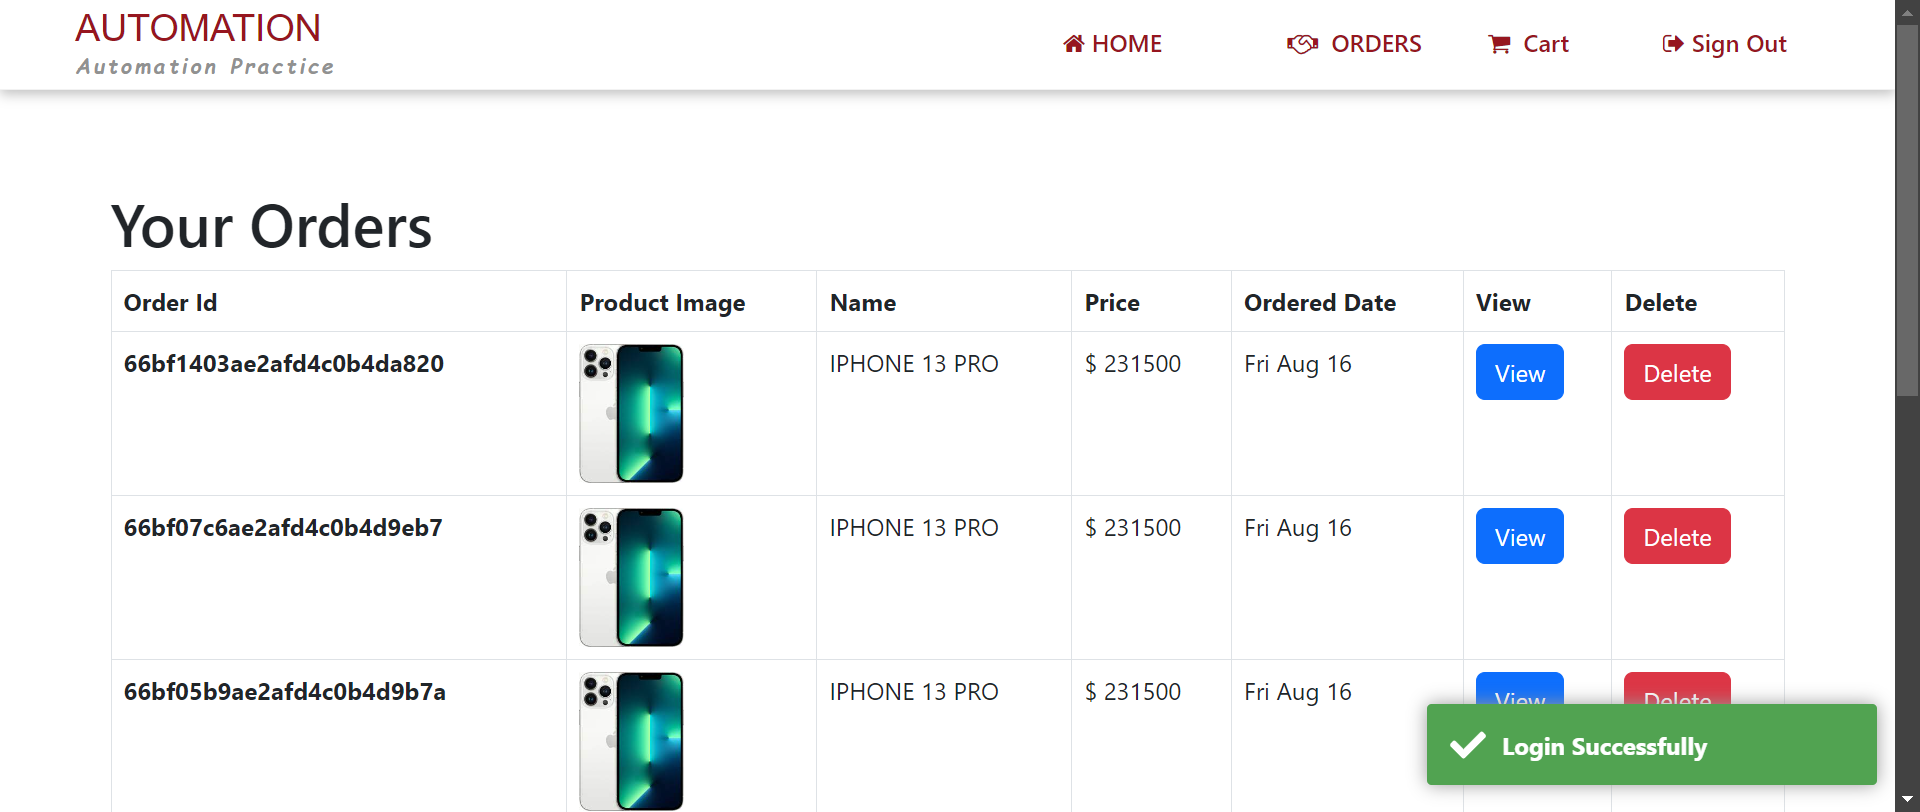 AUTOMATION
Automation Practice
HOME ORDERS Cart Sign Out
Your Orders
Order Id Product Image Name Price Ordered Date View Delete
66bf1403ae2afd4c0b4da820 IPHONE 13 PRO $ 231500 Fri Aug 16 View Delete
66bf07c6ae2afd4c0b4d9eb7 IPHONE 13 PRO $ 231500 Fri Aug 16 View Delete
66bf05b9ae2afd4c0b4d9b7a IPHONE 13 PRO $ 231500 Fri Aug 16 View Delete
Login Successfully